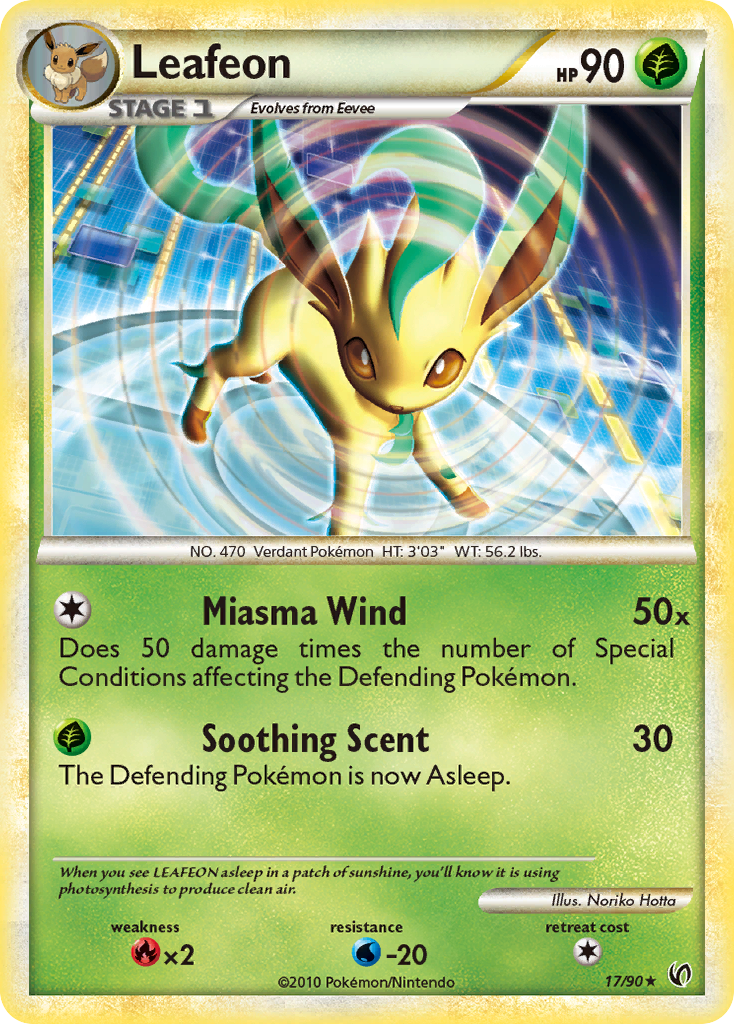 Leafeon
HP 90
STAGE 1
Evolves from Eevee
NO. 470 Verdant Pokémon HT: 3'03" WT: 56.2 lbs.
Miasma Wind 50x
Does 50 damage times the number of Special
Conditions affecting the Defending Pokémon.
Soothing Scent 30
The Defending Pokémon is now Asleep.
When you see LEAFEON asleep in a patch of sunshine, you'll know it is using
photosynthesis to produce clean air.
Illus. Noriko Hotta
weakness resistance retreat cost
×2 -20
©2010 Pokémon/Nintendo 17/90★